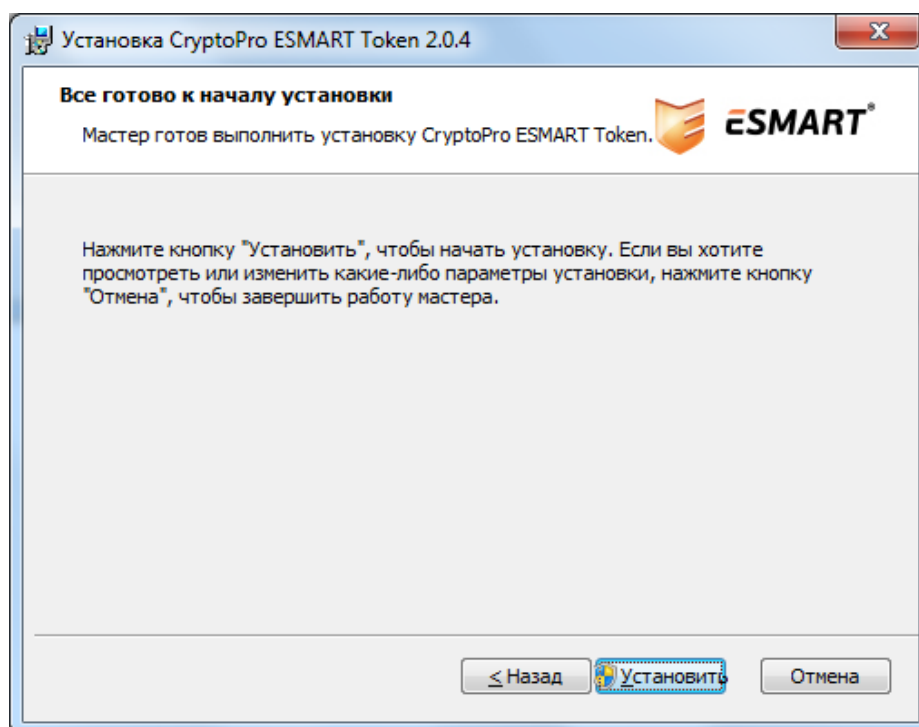 Установка CryptoPro ESMART Token 2.0.4
Все готово к началу установки
Мастер готов выполнить установку CryptoPro ESMART Token.
ESMART®
Нажмите кнопку "Установить", чтобы начать установку. Если вы хотите
просмотреть или изменить какие-либо параметры установки, нажмите кнопку
"Отмена", чтобы завершить работу мастера.
< Назад
Установить
Отмена